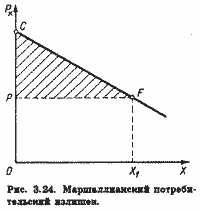 Pₓ
C
P
F
O
X₁
X
Рис. 3.24. Маршаллианский потреби-
тельский излишек.